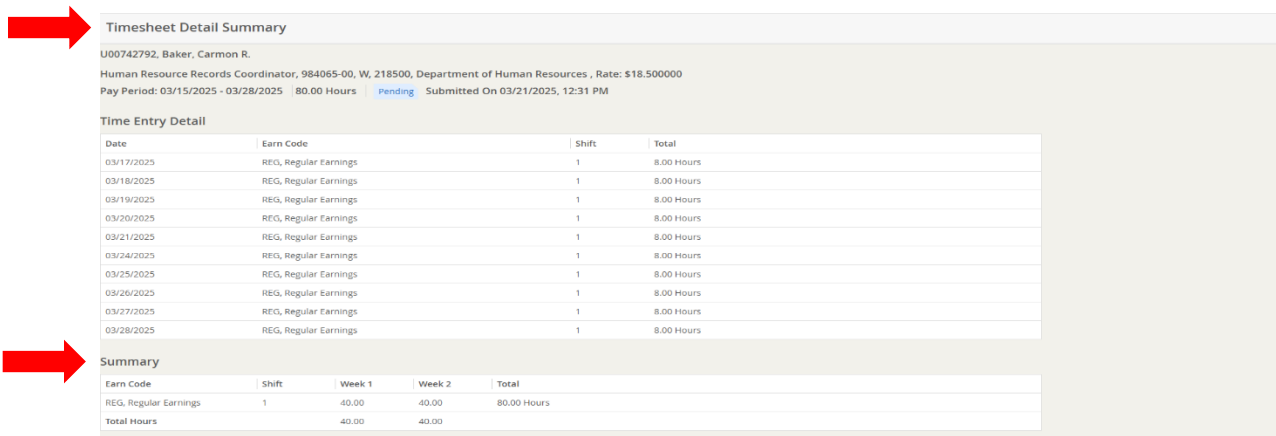 Timesheet Detail Summary
U00742792, Baker, Carmon R.
Human Resource Records Coordinator, 984065-00, W, 218500, Department of Human Resources , Rate: $18.500000
Pay Period: 03/15/2025 - 03/28/2025 80.00 Hours Pending Submitted On 03/21/2025, 12:31 PM
Time Entry Detail
Date Earn Code Shift Total
03/17/2025 REG, Regular Earnings 1 8.00 Hours
03/18/2025 REG, Regular Earnings 1 8.00 Hours
03/19/2025 REG, Regular Earnings 1 8.00 Hours
03/20/2025 REG, Regular Earnings 1 8.00 Hours
03/21/2025 REG, Regular Earnings 1 8.00 Hours
03/24/2025 REG, Regular Earnings 1 8.00 Hours
03/25/2025 REG, Regular Earnings 1 8.00 Hours
03/26/2025 REG, Regular Earnings 1 8.00 Hours
03/27/2025 REG, Regular Earnings 1 8.00 Hours
03/28/2025 REG, Regular Earnings 1 8.00 Hours
Summary
Earn Code Shift Week 1 Week 2 Total
REG, Regular Earnings 1 40.00 40.00 80.00 Hours
Total Hours 40.00 40.00